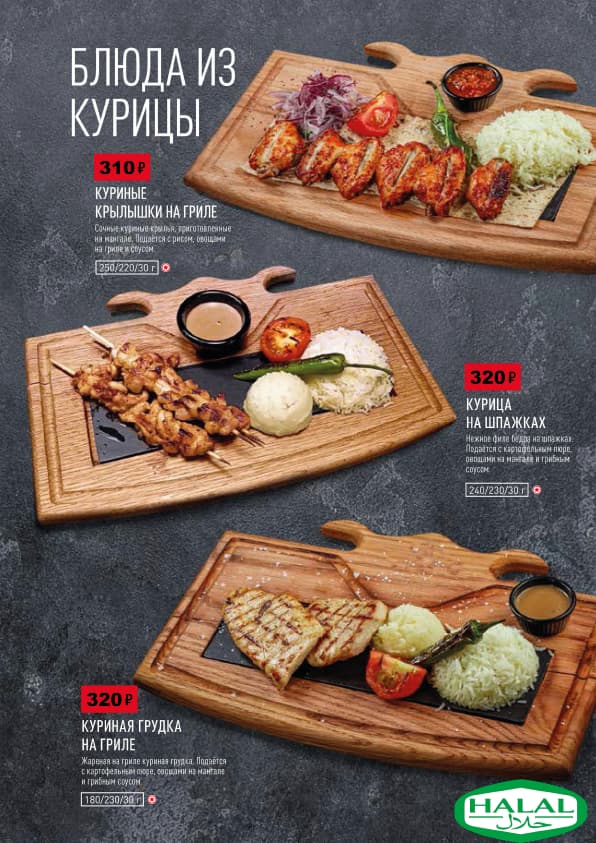 БЛЮДА ИЗ
КУРИЦЫ
310 ₽
КУРИНЫЕ
КРЫЛЫШКИ НА ГРИЛЕ
Сочные куриные крылья, приготовленные
на мангале. Подаётся с рисом, овощами
на гриле и соусом
250/220/30 г
320 ₽
КУРИЦА
НА ШПАЖКАХ
Нежное филе бедра на шпажках.
Подаётся с картофельным пюре,
овощами на мангале и грибным
соусом
240/230/30 г
320 ₽
КУРИНАЯ ГРУДКА
НА ГРИЛЕ
Жареная на гриле куриная грудка. Подаётся
с картофельным пюре, овощами на мангале
и грибным соусом
180/230/30 г
HALAL
حلال